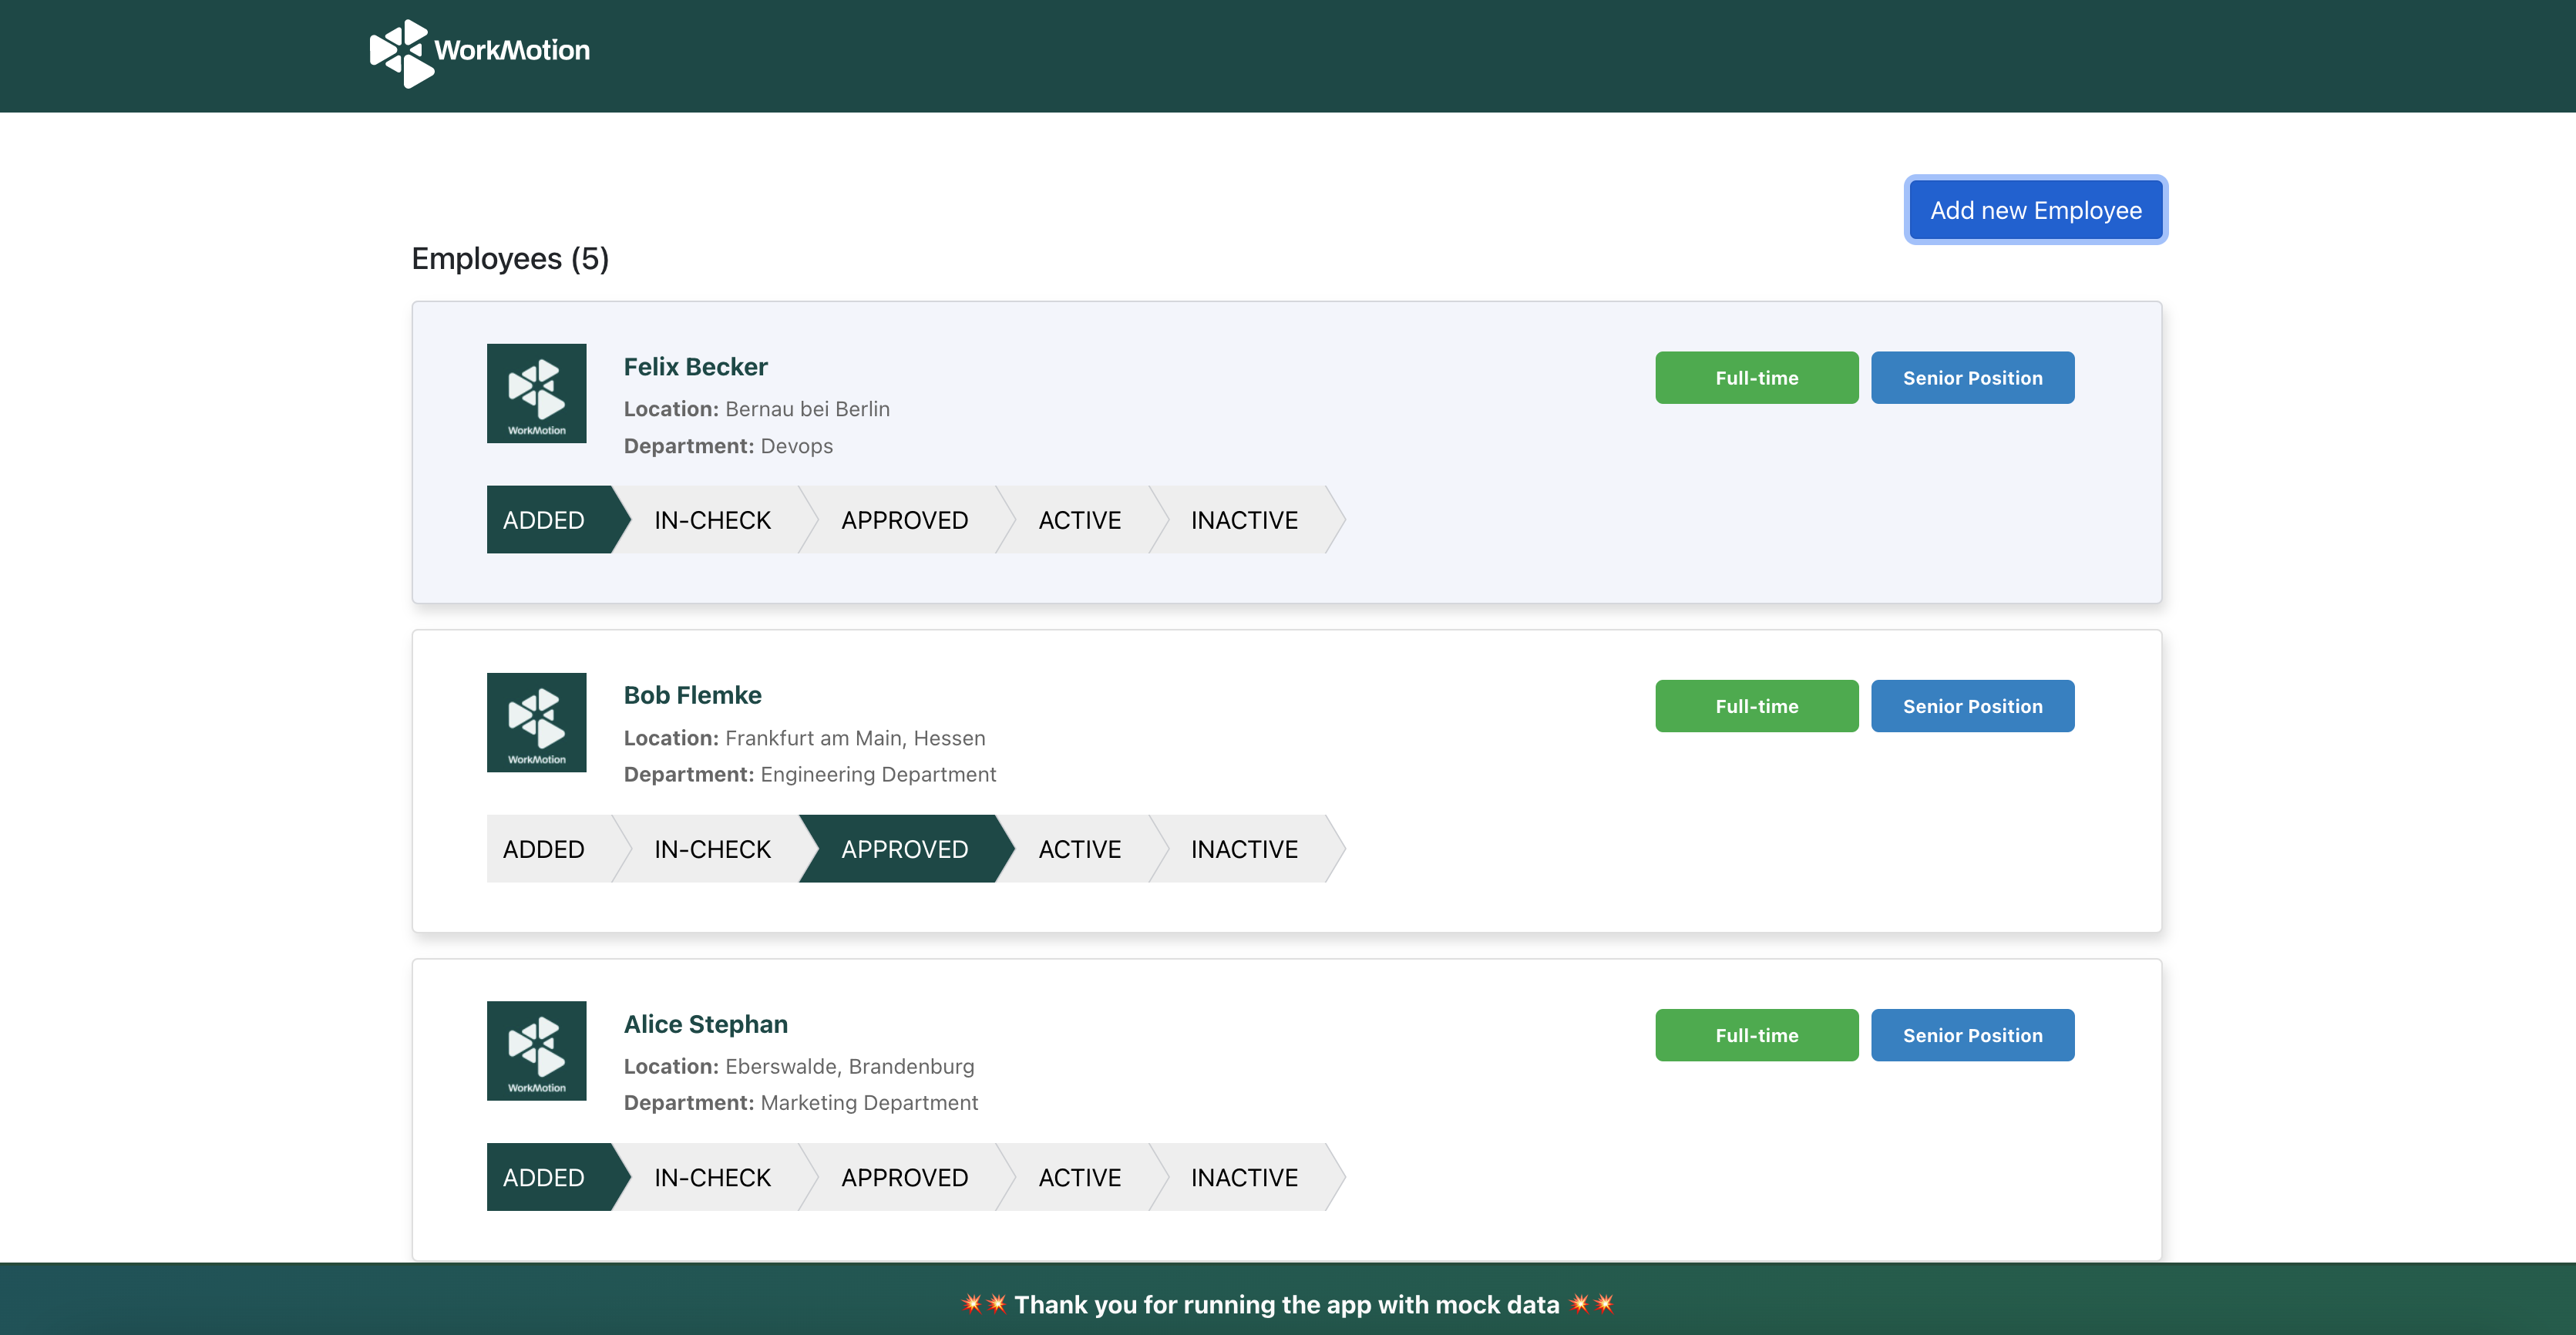 WorkMotion
Add new Employee
Employees (5)
WorkMotion
Felix Becker
Location: Bernau bei Berlin
Department: Devops
Full-time
Senior Position
ADDED
IN-CHECK
APPROVED
ACTIVE
INACTIVE
WorkMotion
Bob Flemke
Location: Frankfurt am Main, Hessen
Department: Engineering Department
Full-time
Senior Position
ADDED
IN-CHECK
APPROVED
ACTIVE
INACTIVE
WorkMotion
Alice Stephan
Location: Eberswalde, Brandenburg
Department: Marketing Department
Full-time
Senior Position
ADDED
IN-CHECK
APPROVED
ACTIVE
INACTIVE
💥💥 Thank you for running the app with mock data 💥💥